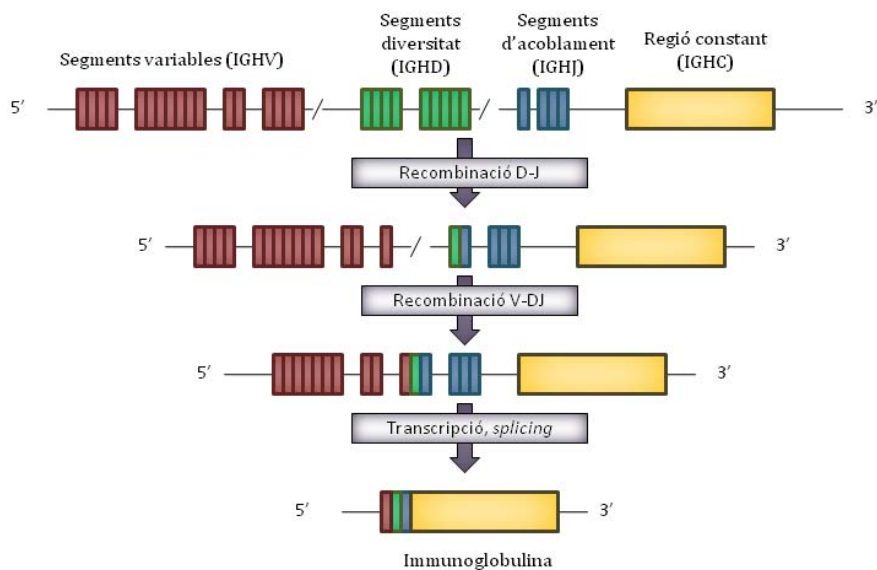 Segments variables (IGHV)
Segments
diversitat
(IGHD)
Segments
d'acoblament
(IGHJ)
Regió constant
(IGHC)
5′
3′
Recombinació D-J
5′
3′
Recombinació V-DJ
5′
3′
Transcripció, splicing
5′
3′
Immunoglobulina